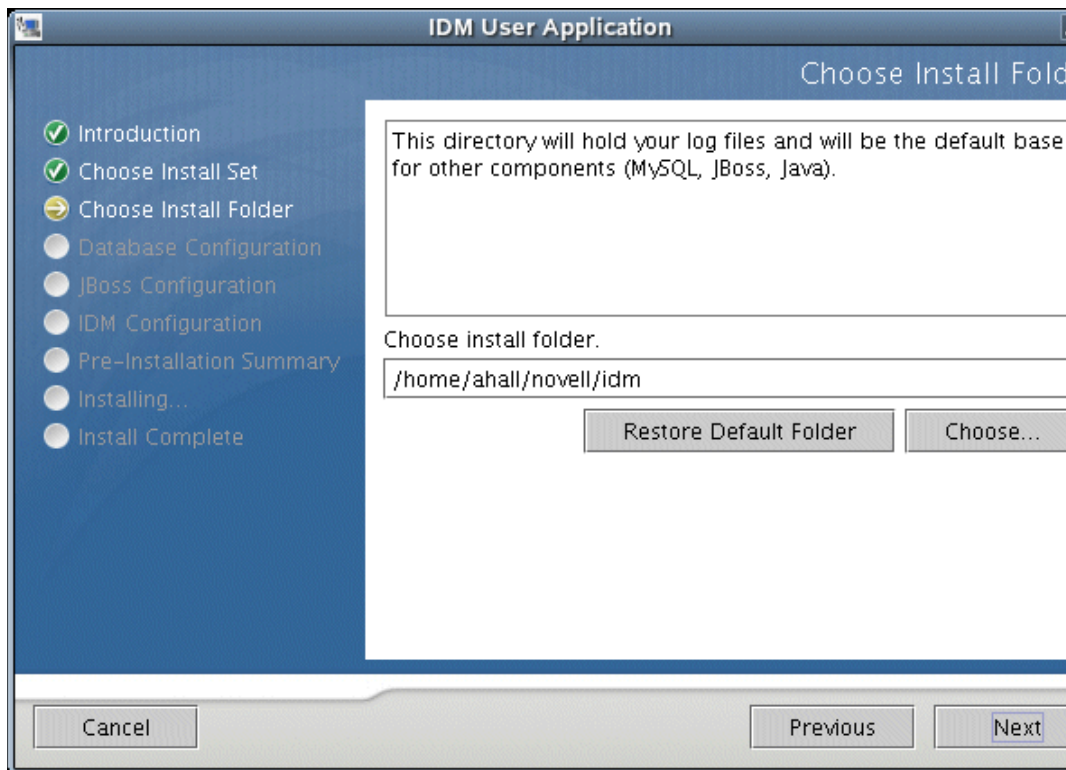 IDM User Application
Choose Install Fold
Introduction
Choose Install Set
Choose Install Folder
Database Configuration
JBoss Configuration
IDM Configuration
Pre-Installation Summary
Installing...
Install Complete
This directory will hold your log files and will be the default base
for other components (MySQL, JBoss, Java).
Choose install folder.
/home/ahall/novell/idm
Restore Default Folder
Choose...
Cancel
Previous
Next